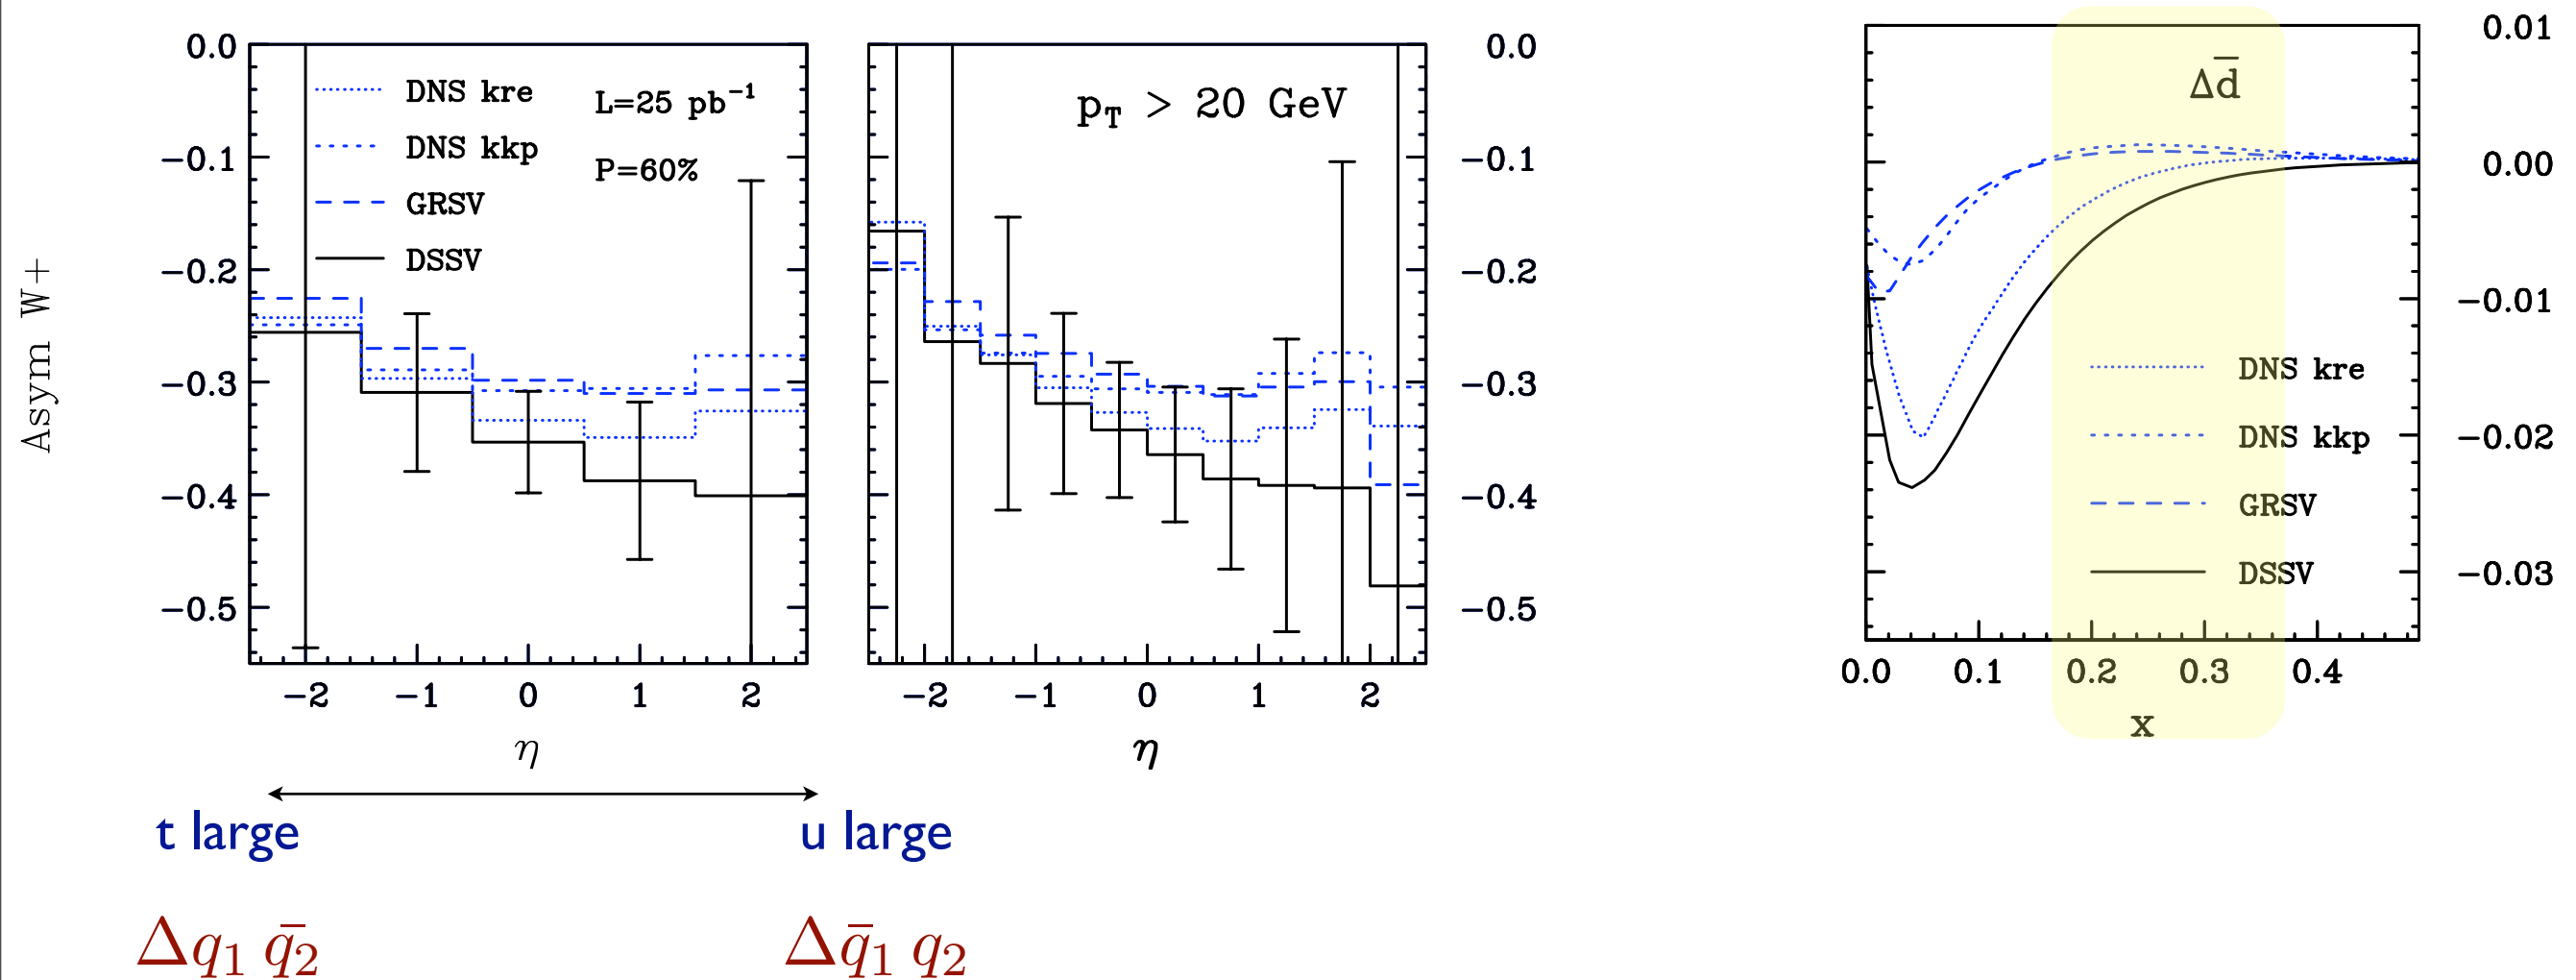 Asym W+
0.0
−0.1
−0.2
−0.3
−0.4
−0.5
DNS kre
DNS kkp
GRSV
DSSV
L=25 pb⁻¹
P=60%
−2 −1 0 1 2
η
p_T > 20 GeV
0.0
−0.1
−0.2
−0.3
−0.4
−0.5
−2 −1 0 1 2
η
t large
u large
Δq₁ q̄₂
Δq̄₁ q₂
Δd̄
DNS kre
DNS kkp
GRSV
DSSV
0.01
0.00
−0.01
−0.02
−0.03
0.0 0.1 0.2 0.3 0.4
x